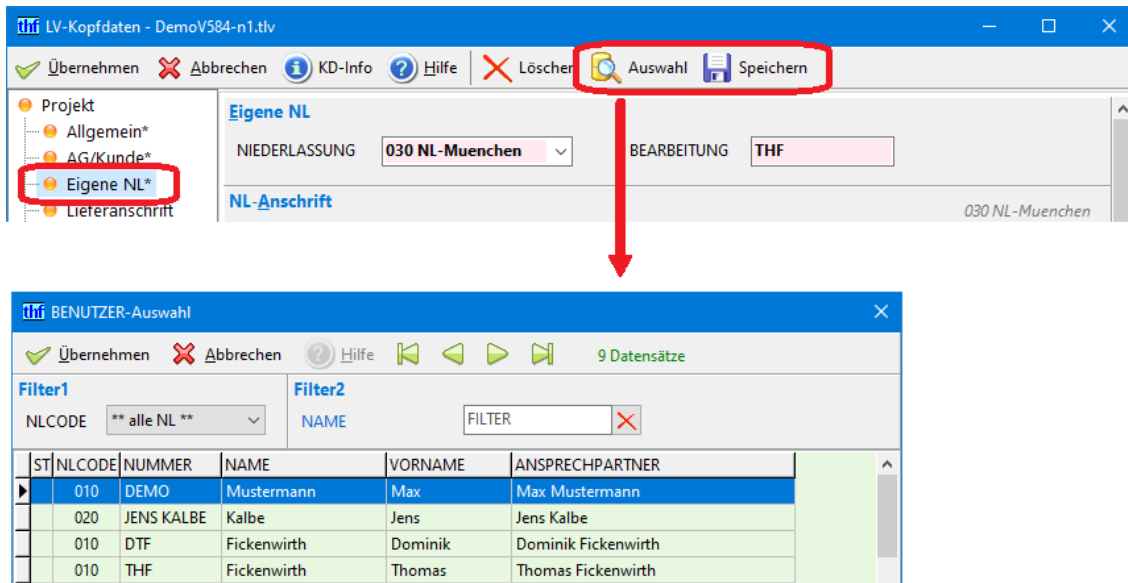 thf LV-Kopfdaten - DemoV584-n1.tlv
Übernehmen Abbrechen KD-Info Hilfe Löschen Auswahl Speichern
Projekt
Allgemein*
AG/Kunde*
Eigene NL*
Lieferanschrift
Eigene NL
NIEDERLASSUNG 030 NL-Muenchen BEARBEITUNG THF
NL-Anschrift 030 NL-Muenchen
thf BENUTZER-Auswahl
Übernehmen Abbrechen Hilfe 9 Datensätze
Filter1 Filter2
NLCODE ** alle NL ** NAME FILTER
ST NLCODE NUMMER NAME VORNAME ANSPRECHPARTNER
010 DEMO Mustermann Max Max Mustermann
020 JENS KALBE Kalbe Jens Jens Kalbe
010 DTF Fickenwirth Dominik Dominik Fickenwirth
010 THF Fickenwirth Thomas Thomas Fickenwirth